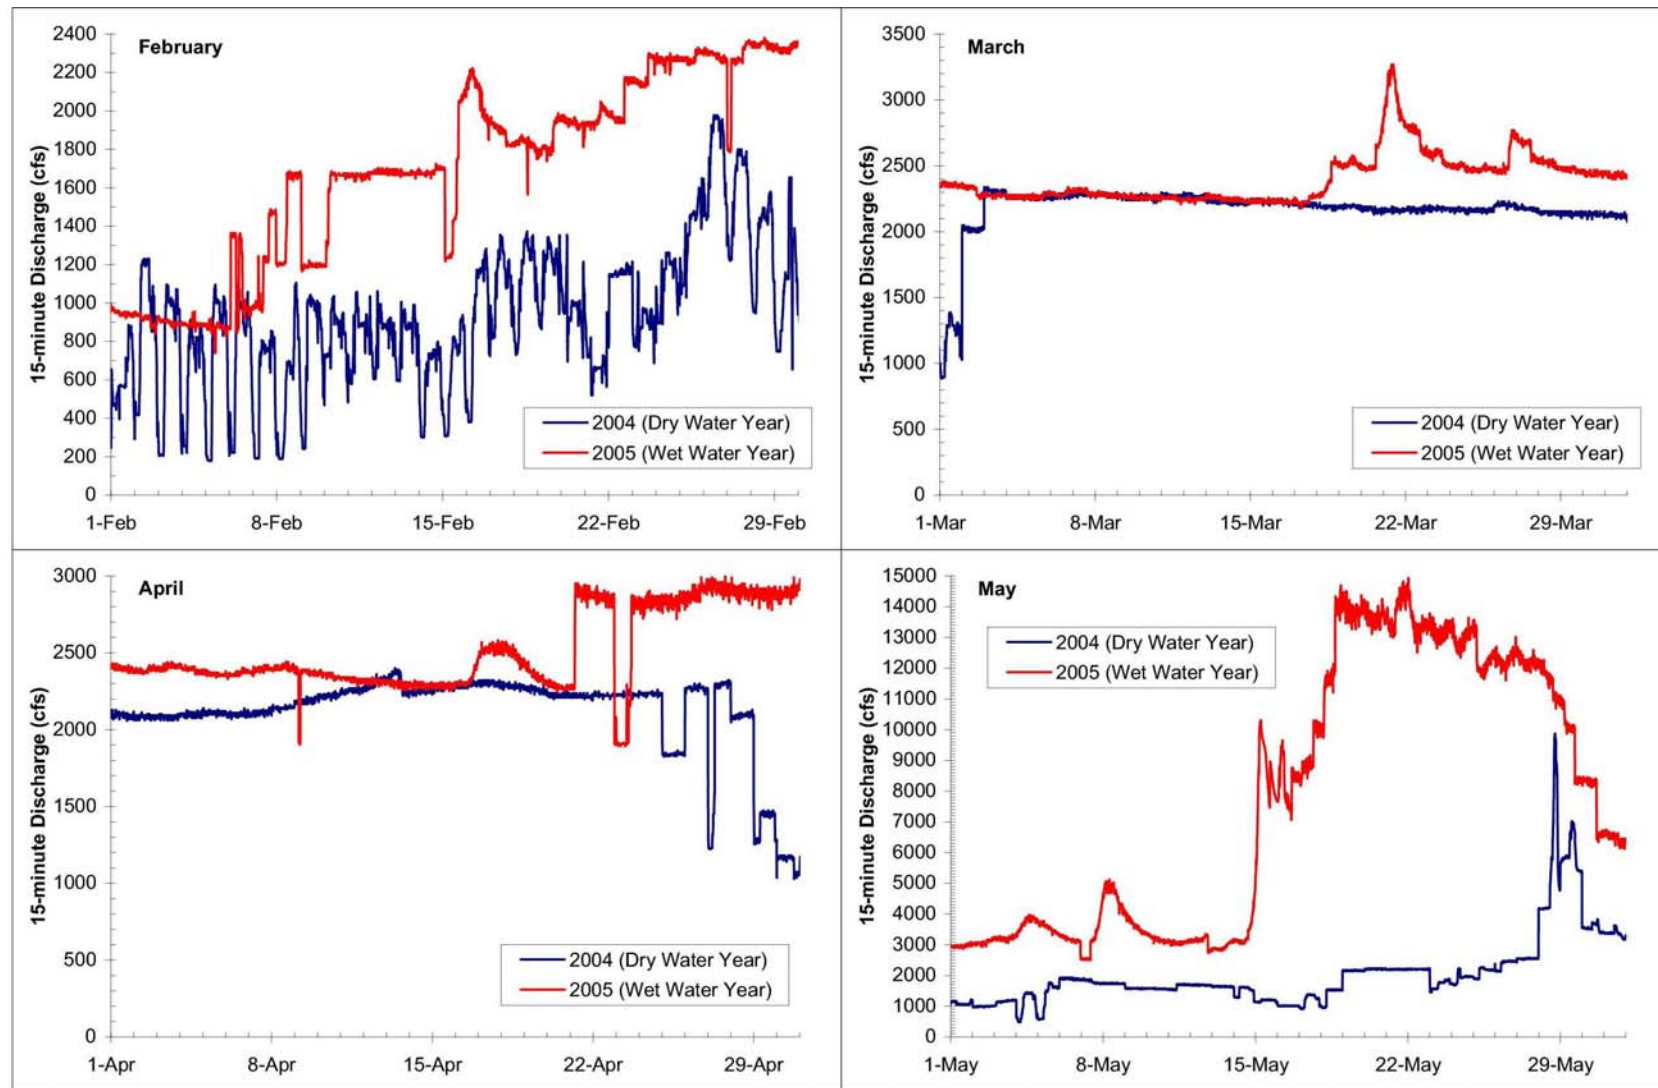 February
15-minute Discharge (cfs)
2400
2200
2000
1800
1600
1400
1200
1000
800
600
400
200
0
1-Feb 8-Feb 15-Feb 22-Feb 29-Feb
2004 (Dry Water Year)
2005 (Wet Water Year)
March
15-minute Discharge (cfs)
3500
3000
2500
2000
1500
1000
500
0
1-Mar 8-Mar 15-Mar 22-Mar 29-Mar
2004 (Dry Water Year)
2005 (Wet Water Year)
April
15-minute Discharge (cfs)
3000
2500
2000
1500
1000
500
0
1-Apr 8-Apr 15-Apr 22-Apr 29-Apr
2004 (Dry Water Year)
2005 (Wet Water Year)
May
15-minute Discharge (cfs)
15000
14000
13000
12000
11000
10000
9000
8000
7000
6000
5000
4000
3000
2000
1000
0
1-May 8-May 15-May 22-May 29-May
2004 (Dry Water Year)
2005 (Wet Water Year)